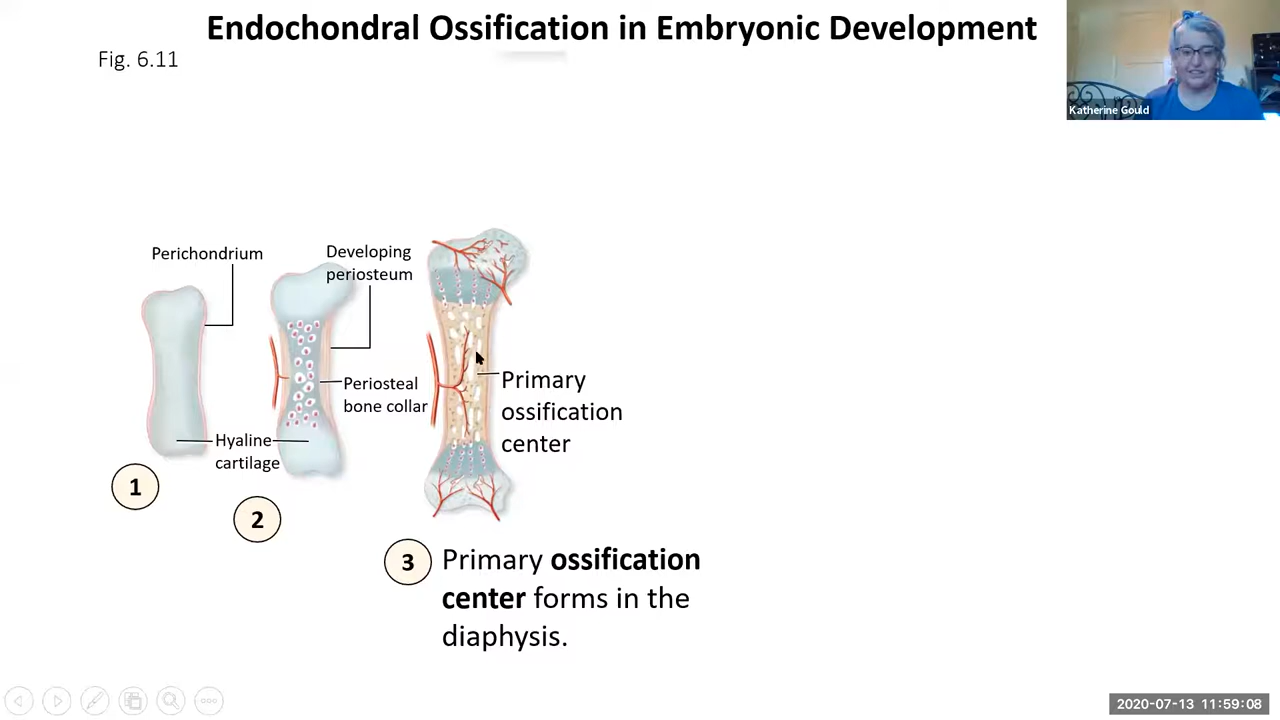 Endochondral Ossification in Embryonic Development
Fig. 6.11
Katherine Gould
Perichondrium
Developing
periosteum
Periosteal
bone collar
Primary
ossification
center
Hyaline
cartilage
1
2
3
Primary ossification
center forms in the
diaphysis.
2020-07-13 11:59:08